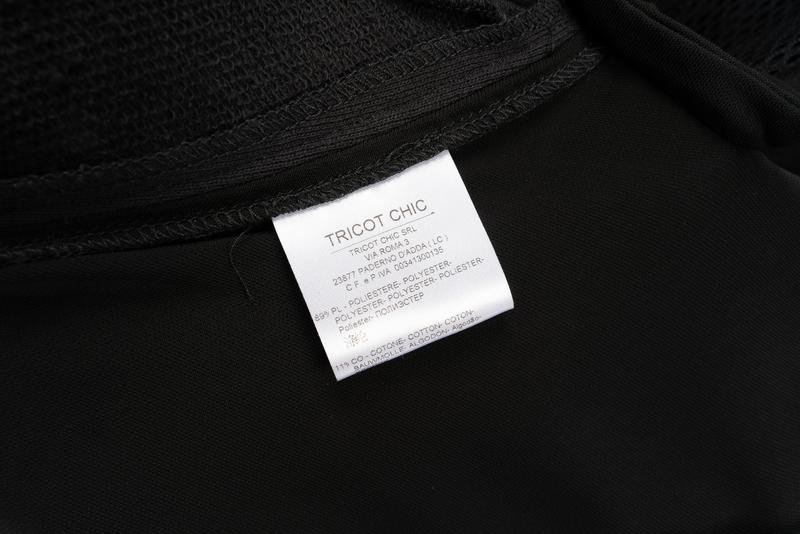 TRICOT CHIC
TRICOT CHIC SRL
VIA ROMA 3
23877 PADERNO D'ADDA ( LC )
C F. e P IVA 00341300135
89% PL - POLIESTERE- POLYESTER-
POLYESTER- POLYESTER- POLIESTER-
Poliester- ПОЛИЭСТЕР
11% CO - COTONE- COTTON- COTON-
BAUMWOLLE- ALGODON- Algodão-